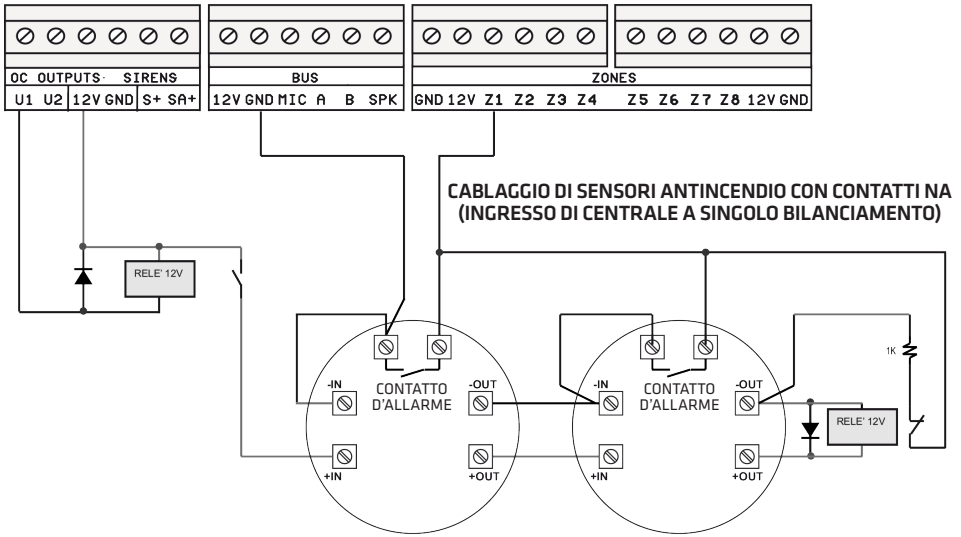 OC OUTPUTS SIRENS
BUS
ZONES
U1 U2 12V GND S+ SA+
12V GND MIC A B SPK
GND 12V Z1 Z2 Z3 Z4 Z5 Z6 Z7 Z8 12V GND
CABLAGGIO DI SENSORI ANTINCENDIO CON CONTATTI NA
(INGRESSO DI CENTRALE A SINGOLO BILANCIAMENTO)
RELE' 12V
1K
-IN
CONTATTO
D'ALLARME
-OUT
+IN
+OUT
-IN
CONTATTO
D'ALLARME
-OUT
+IN
+OUT
RELE' 12V